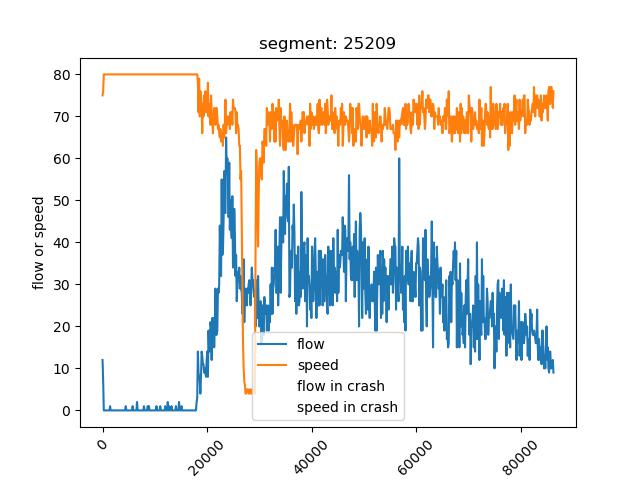 segment: 25209
80
70
60
50
40
30
20
10
0
flow or speed
flow
speed
flow in crash
speed in crash
0
20000
40000
60000
80000